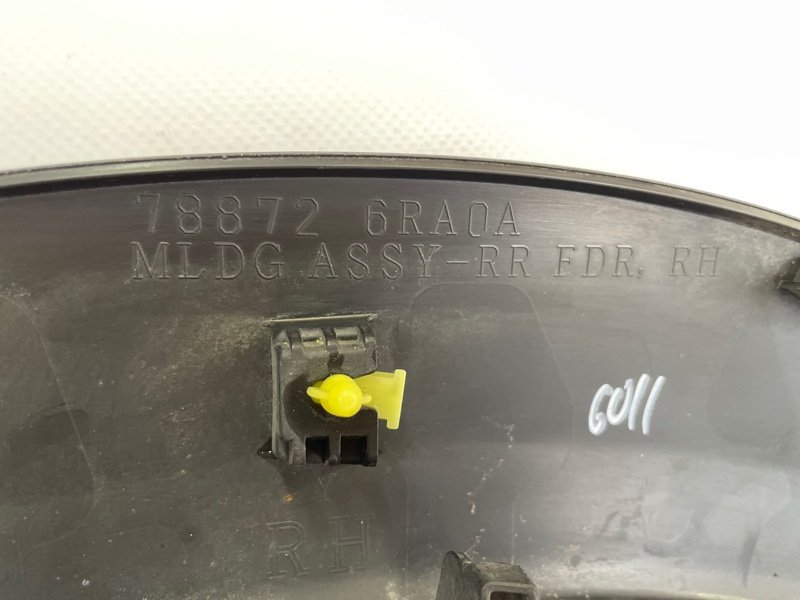 78872 6RA0A
MLDG ASSY-RR FDR, RH
6011
Y
RH